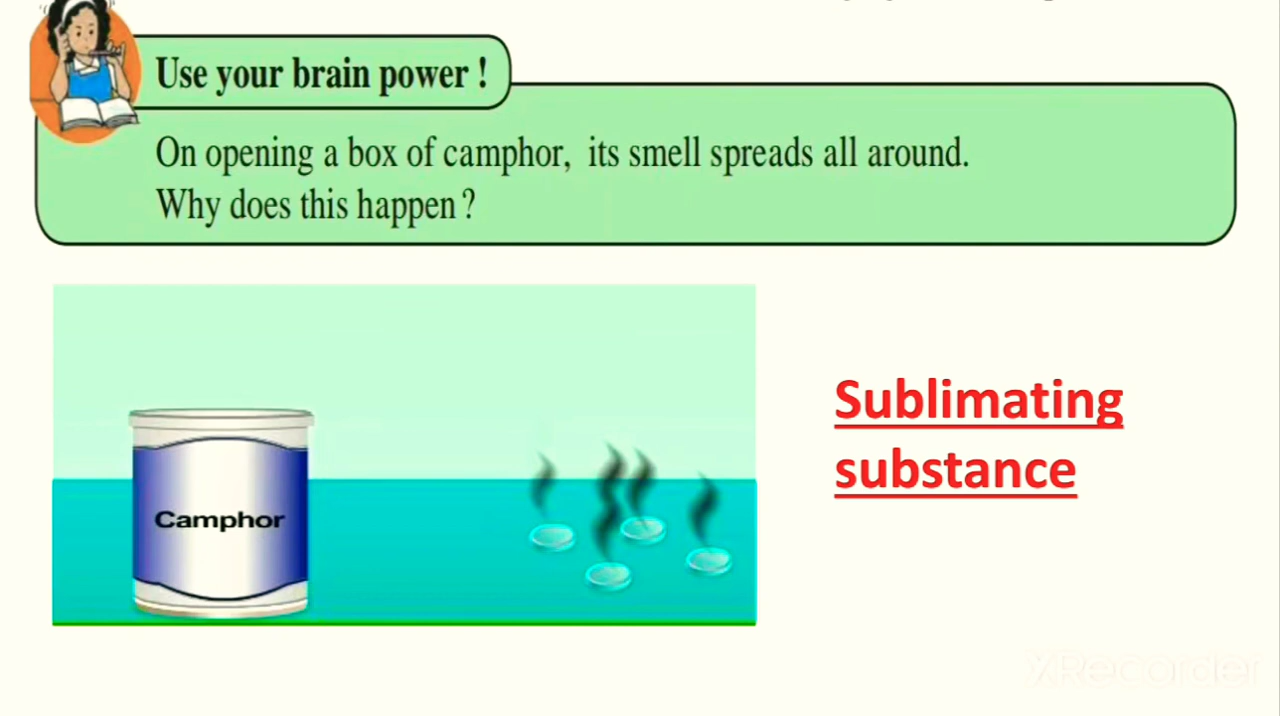 Use your brain power !
On opening a box of camphor, its smell spreads all around.
Why does this happen ?
Camphor
Sublimating
substance
XRecorder